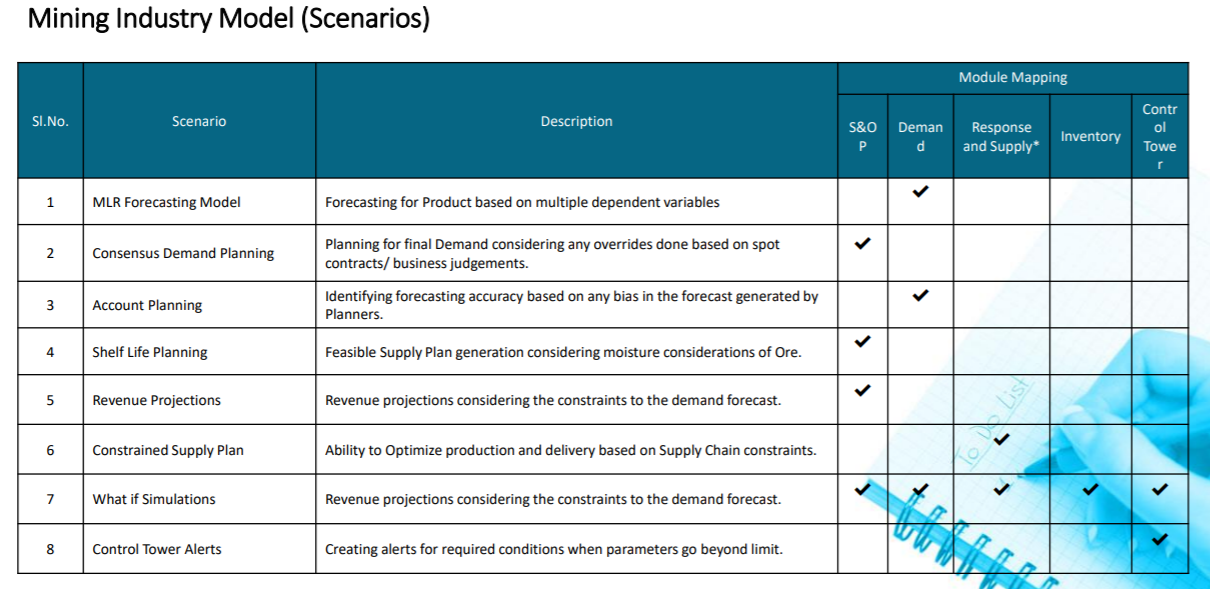 Mining Industry Model (Scenarios)
Module Mapping
Sl.No.
Scenario
Description
S&O
P
Deman
d
Response
and Supply*
Inventory
Contr
ol
Towe
r
1
MLR Forecasting Model
Forecasting for Product based on multiple dependent variables
✔
2
Consensus Demand Planning
Planning for final Demand considering any overrides done based on spot
contracts/ business judgements.
✔
3
Account Planning
Identifying forecasting accuracy based on any bias in the forecast generated by
Planners.
✔
4
Shelf Life Planning
Feasible Supply Plan generation considering moisture considerations of Ore.
✔
5
Revenue Projections
Revenue projections considering the constraints to the demand forecast.
✔
6
Constrained Supply Plan
Ability to Optimize production and delivery based on Supply Chain constraints.
✔
7
What if Simulations
Revenue projections considering the constraints to the demand forecast.
✔ ✔ ✔ ✔ ✔
8
Control Tower Alerts
Creating alerts for required conditions when parameters go beyond limit.
✔
To Do List